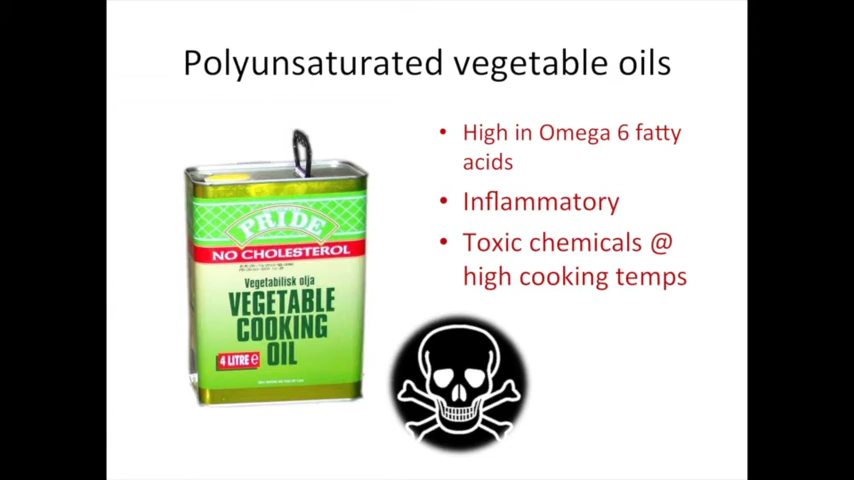 Polyunsaturated vegetable oils
• High in Omega 6 fatty
acids
• Inflammatory
• Toxic chemicals @
high cooking temps
PRIDE
NO CHOLESTEROL
Vegetabilisk olja
VEGETABLE
COOKING
OIL
4 LITRE e